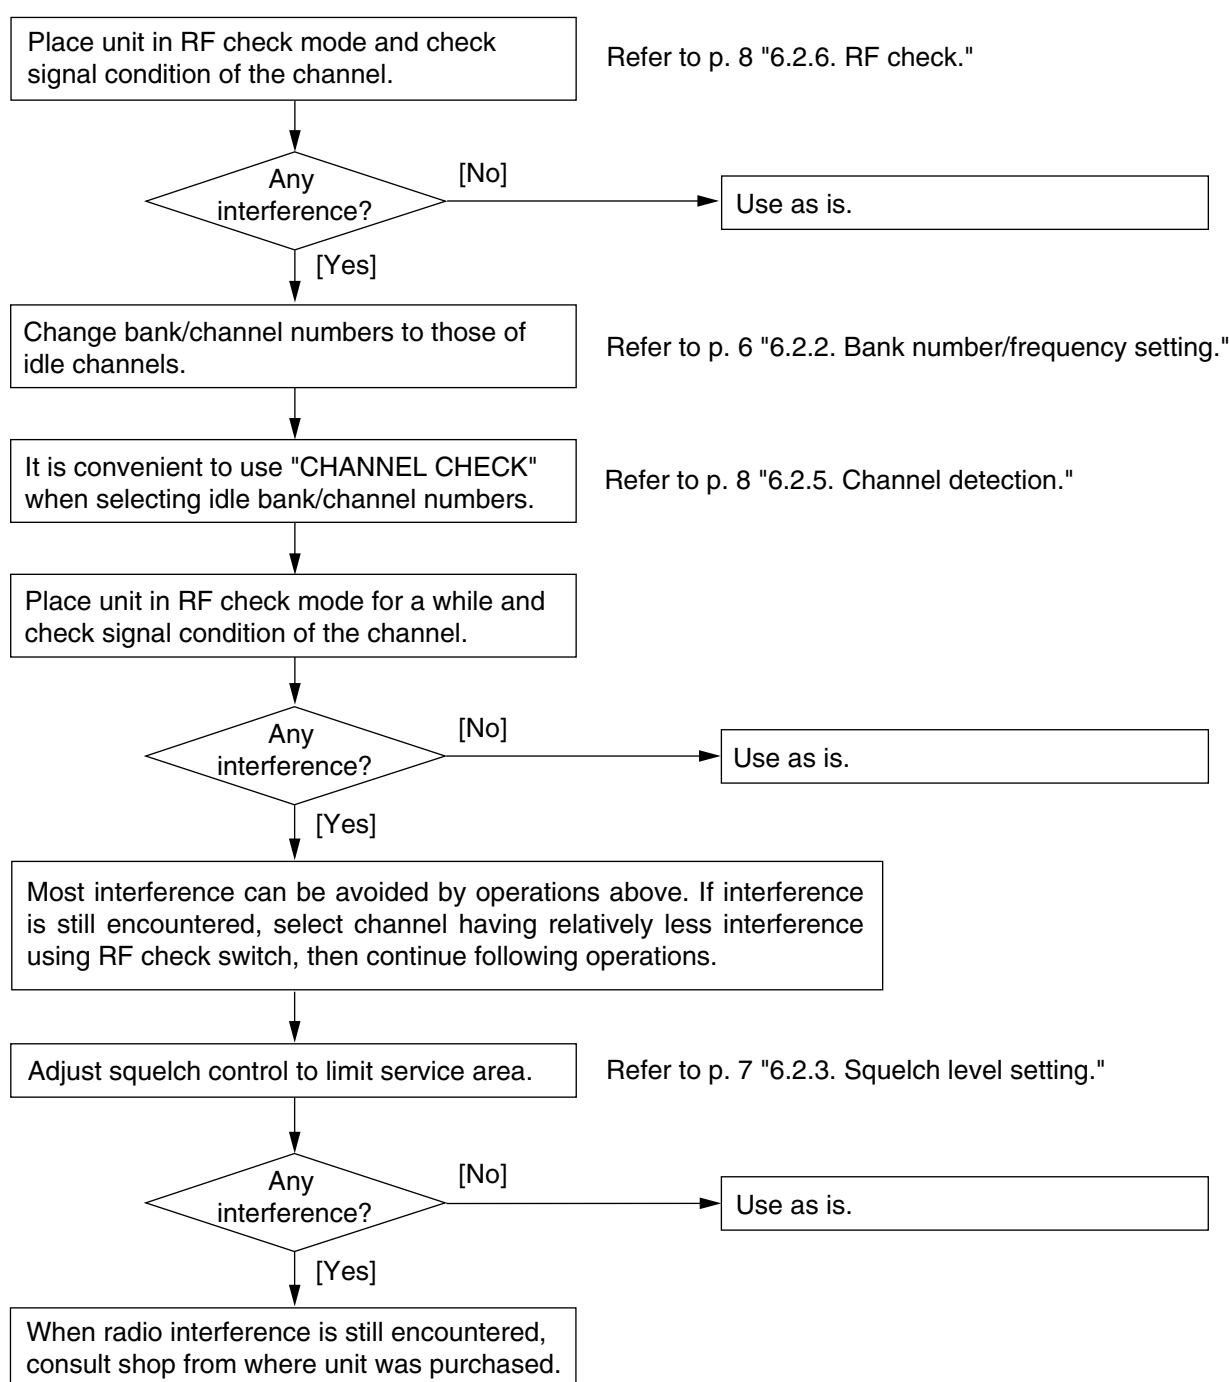 Place unit in RF check mode and check
signal condition of the channel.
Refer to p. 8 "6.2.6. RF check."
Any
interference?
[No]
Use as is.
[Yes]
Change bank/channel numbers to those of
idle channels.
Refer to p. 6 "6.2.2. Bank number/frequency setting."
It is convenient to use "CHANNEL CHECK"
when selecting idle bank/channel numbers.
Refer to p. 8 "6.2.5. Channel detection."
Place unit in RF check mode for a while and
check signal condition of the channel.
Any
interference?
[No]
Use as is.
[Yes]
Most interference can be avoided by operations above. If interference
is still encountered, select channel having relatively less interference
using RF check switch, then continue following operations.
Adjust squelch control to limit service area.
Refer to p. 7 "6.2.3. Squelch level setting."
Any
interference?
[No]
Use as is.
[Yes]
When radio interference is still encountered,
consult shop from where unit was purchased.